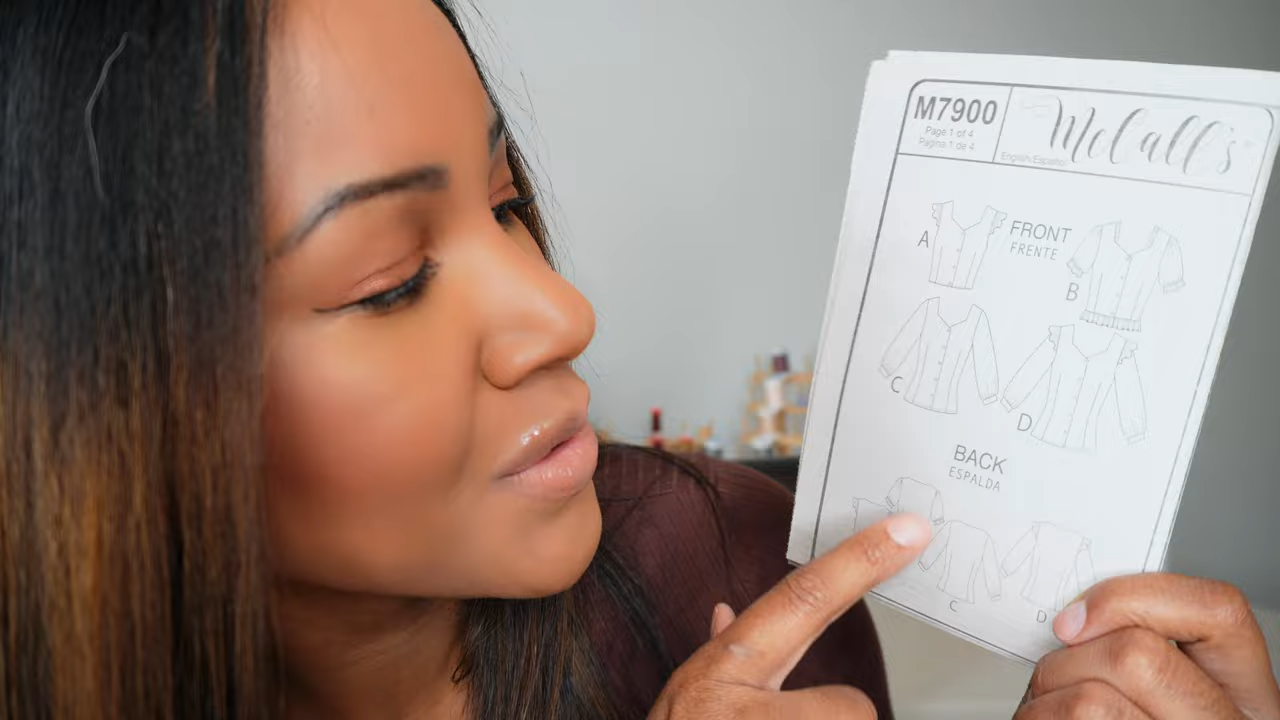 M7900
Page 1 of 4
Pagina 1 de 4
McCall's
English/Español
A
FRONT
FRENTE
B
C
D
BACK
ESPALDA
C
D